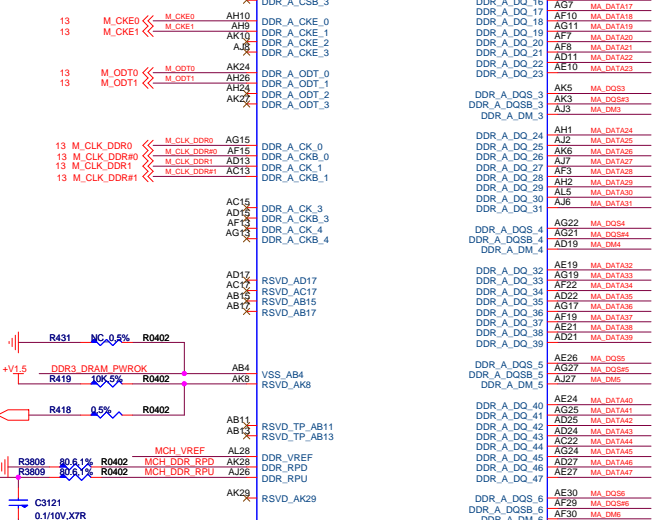 DDR_A_CSB_3
13 M_CKE0 M_CKE0 AH10 DDR_A_CKE_0
13 M_CKE1 M_CKE1 AH9 DDR_A_CKE_1
AK10 DDR_A_CKE_2
AJ8 DDR_A_CKE_3
13 M_ODT0 M_ODT0 AK24 DDR_A_ODT_0
13 M_ODT1 M_ODT1 AH26 DDR_A_ODT_1
AH24 DDR_A_ODT_2
AK27 DDR_A_ODT_3
13 M_CLK_DDR0 M_CLK_DDR0 AG15 DDR_A_CK_0
13 M_CLK_DDR#0 M_CLK_DDR#0 AF15 DDR_A_CKB_0
13 M_CLK_DDR1 M_CLK_DDR1 AD13 DDR_A_CK_1
13 M_CLK_DDR#1 M_CLK_DDR#1 AC13 DDR_A_CKB_1
AC15 DDR_A_CK_3
AD15 DDR_A_CKB_3
AF13 DDR_A_CK_4
AG13 DDR_A_CKB_4
AD17 RSVD_AD17
AC17 RSVD_AC17
AB15 RSVD_AB15
AB17 RSVD_AB17
R431 NC_0.5% R0402
+V1.5 DDR3_DRAM_PWROK AB4 VSS_AB4
R419 10K,5% R0402 AK8 RSVD_AK8
R418 0.5% R0402
AB11 RSVD_TP_AB11
AB13 RSVD_TP_AB13
MCH_VREF AL28 DDR_VREF
R3808 80.6,1% R0402 MCH_DDR_RPD AK28 DDR_RPD
R3809 80.6,1% R0402 MCH_DDR_RPU AJ26 DDR_RPU
AK29 RSVD_AK29
C3121
0.1/10V,X7R
DDR_A_DQ_16
DDR_A_DQ_17 AG7 MA_DATA17
DDR_A_DQ_18 AF10 MA_DATA18
DDR_A_DQ_19 AG11 MA_DATA19
DDR_A_DQ_20 AF7 MA_DATA20
DDR_A_DQ_21 AF8 MA_DATA21
DDR_A_DQ_22 AD11 MA_DATA22
DDR_A_DQ_23 AE10 MA_DATA23
DDR_A_DQS_3 AK5 MA_DQS3
DDR_A_DQSB_3 AK3 MA_DQS#3
DDR_A_DM_3 AJ3 MA_DM3
DDR_A_DQ_24 AH1 MA_DATA24
DDR_A_DQ_25 AJ2 MA_DATA25
DDR_A_DQ_26 AK6 MA_DATA26
DDR_A_DQ_27 AJ7 MA_DATA27
DDR_A_DQ_28 AF3 MA_DATA28
DDR_A_DQ_29 AH2 MA_DATA29
DDR_A_DQ_30 AL5 MA_DATA30
DDR_A_DQ_31 AJ6 MA_DATA31
DDR_A_DQS_4 AG22 MA_DQS4
DDR_A_DQSB_4 AG21 MA_DQS#4
DDR_A_DM_4 AD19 MA_DM4
DDR_A_DQ_32 AE19 MA_DATA32
DDR_A_DQ_33 AG19 MA_DATA33
DDR_A_DQ_34 AF22 MA_DATA34
DDR_A_DQ_35 AD22 MA_DATA35
DDR_A_DQ_36 AG17 MA_DATA36
DDR_A_DQ_37 AF19 MA_DATA37
DDR_A_DQ_38 AE21 MA_DATA38
DDR_A_DQ_39 AD21 MA_DATA39
DDR_A_DQS_5 AE26 MA_DQS5
DDR_A_DQSB_5 AG27 MA_DQS#5
DDR_A_DM_5 AJ27 MA_DM5
DDR_A_DQ_40 AE24 MA_DATA40
DDR_A_DQ_41 AG25 MA_DATA41
DDR_A_DQ_42 AD25 MA_DATA42
DDR_A_DQ_43 AD24 MA_DATA43
DDR_A_DQ_44 AC22 MA_DATA44
DDR_A_DQ_45 AG24 MA_DATA45
DDR_A_DQ_46 AD27 MA_DATA46
DDR_A_DQ_47 AE27 MA_DATA47
DDR_A_DQS_6 AE30 MA_DQS6
DDR_A_DQSB_6 AF29 MA_DQS#6
DDR_A_DM_6 AF30 MA_DM6